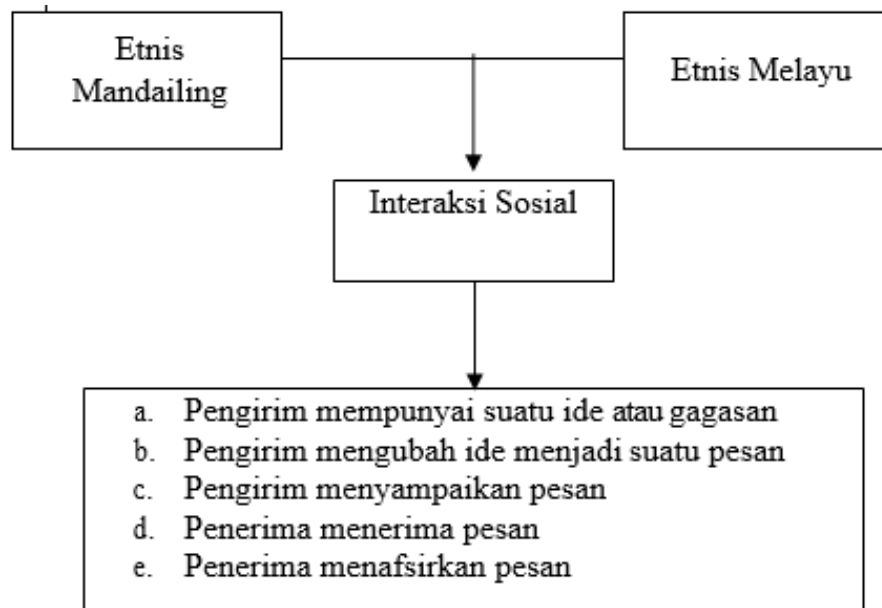 Etnis
Mandailing
Etnis Melayu
Interaksi Sosial
a. Pengirim mempunyai suatu ide atau gagasan
b. Pengirim mengubah ide menjadi suatu pesan
c. Pengirim menyampaikan pesan
d. Penerima menerima pesan
e. Penerima menafsirkan pesan